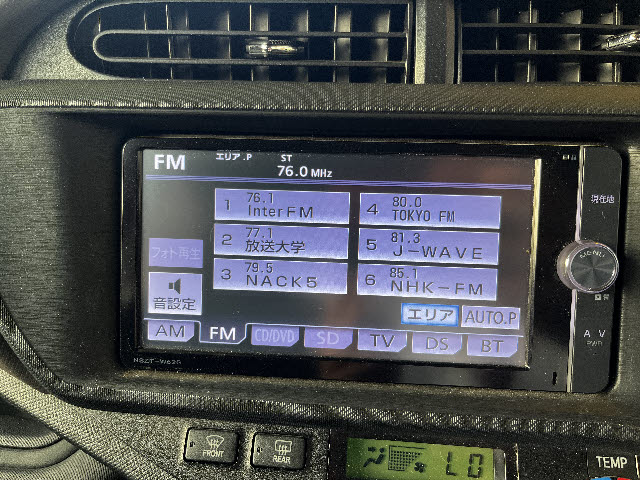 FM エリア.P ST
76.0 MHz
1 76.1 InterFM
4 80.0 TOKYO FM
2 77.1 放送大学
5 81.3 J-WAVE
3 79.5 NACK5
6 85.1 NHK-FM
フォト再生
音設定
エリア AUTO.P
AM FM CD/DVD SD TV DS BT
現在地
MENU
A V
PWR
FRONT
REAR
LO
TEMP